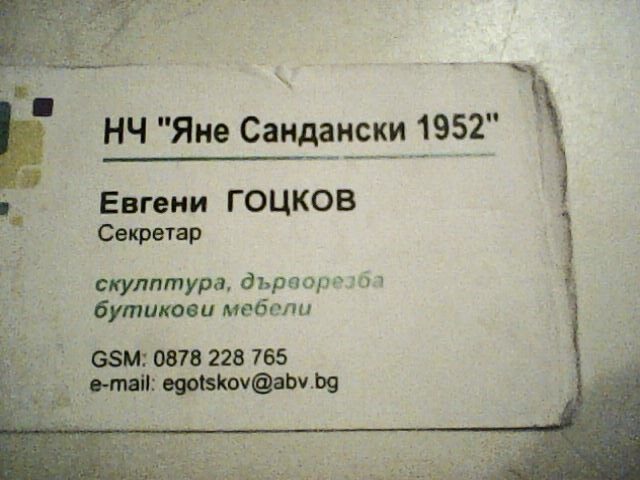 НЧ "Яне Сандански 1952"
Евгени ГОЦКОВ
Секретар
скулптура, дърворезба
бутикови мебели
GSM: 0878 228 765
e-mail: egotskov@abv.bg